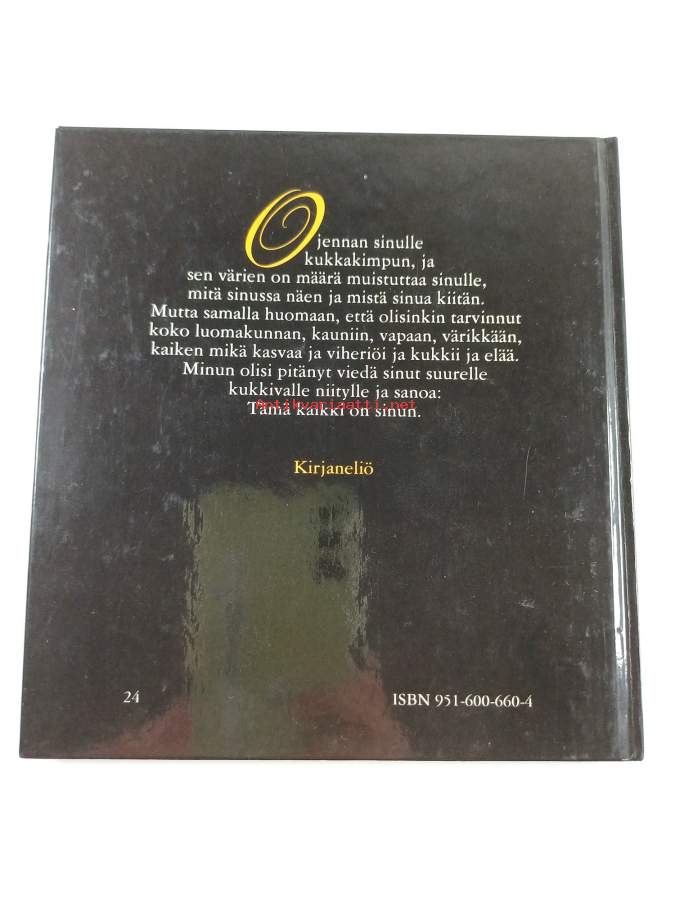 Ojennan sinulle
kukkakimpun, ja
sen värien on määrä muistuttaa sinulle,
mitä sinussa näen ja mistä sinua kiitän.
Mutta samalla huomaan, että olisinkin tarvinnut
koko luomakunnan, kauniin, vapaan, värikkään,
kaiken mikä kasvaa ja viheriöi ja kukkii ja elää.
Minun olisi pitänyt viedä sinut suurelle
kukkivalle niitylle ja sanoa:
Antikvariaatti.net
Tämä kaikki on sinun.
Kirjaneliö
24
ISBN 951-600-660-4